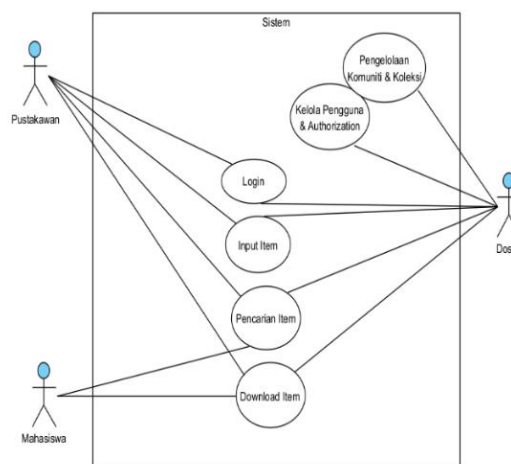 Sistem
Pengelolaan
Komuniti & Koleksi
Kelola Pengguna
& Authorization
Pustakawan
Login
Input Item
Dos
Pencarian Item
Download Item
Mahasiswa